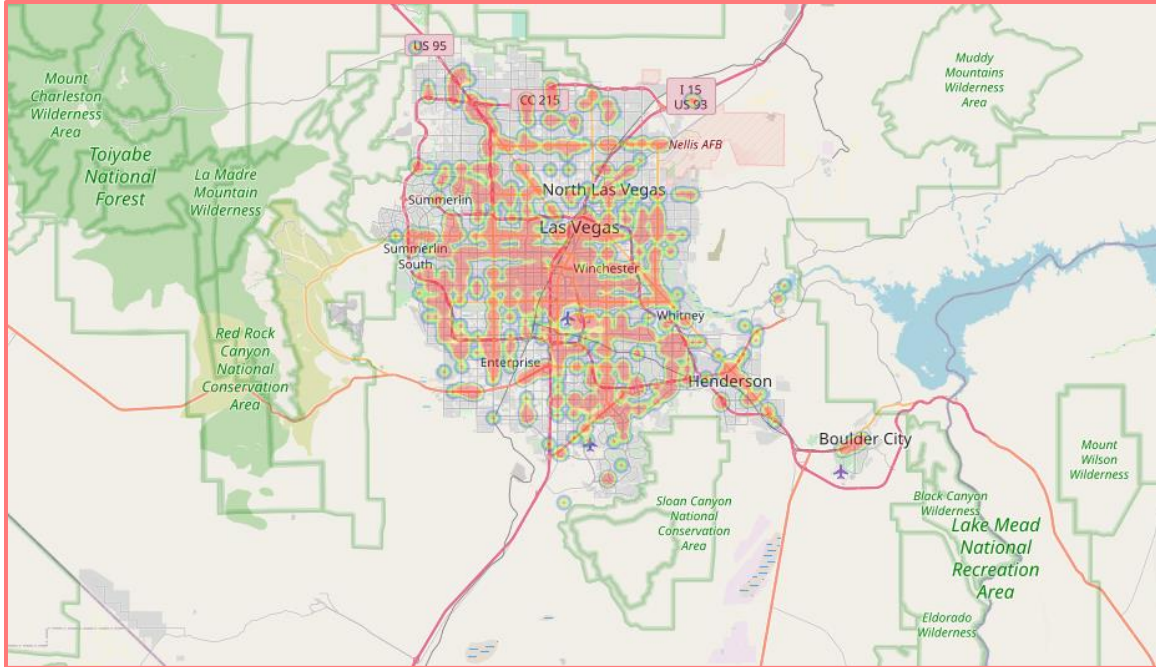 US 95
I 15
US 93
CC 215
Muddy
Mountains
Wilderness
Area
Mount
Charleston
Wilderness
Area
Toiyabe
National
Forest
La Madre
Mountain
Wilderness
Nellis AFB
North Las Vegas
Summerlin
Las Vegas
Summerlin
South
Winchester
Whitney
Red Rock
Canyon
National
Conservation
Area
Enterprise
Henderson
Boulder City
Mount
Wilson
Wilderness
Sloan Canyon
National
Conservation
Area
Black Canyon
Wilderness
Lake Mead
National
Recreation
Area
Eldorado
Wilderness